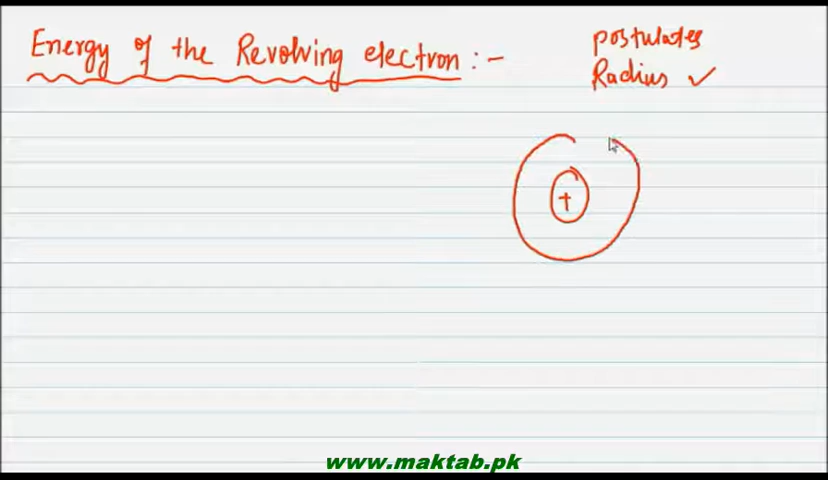 Energy of the Revolving electron :-
postulates
Radius ✓
+
www.maktab.pk